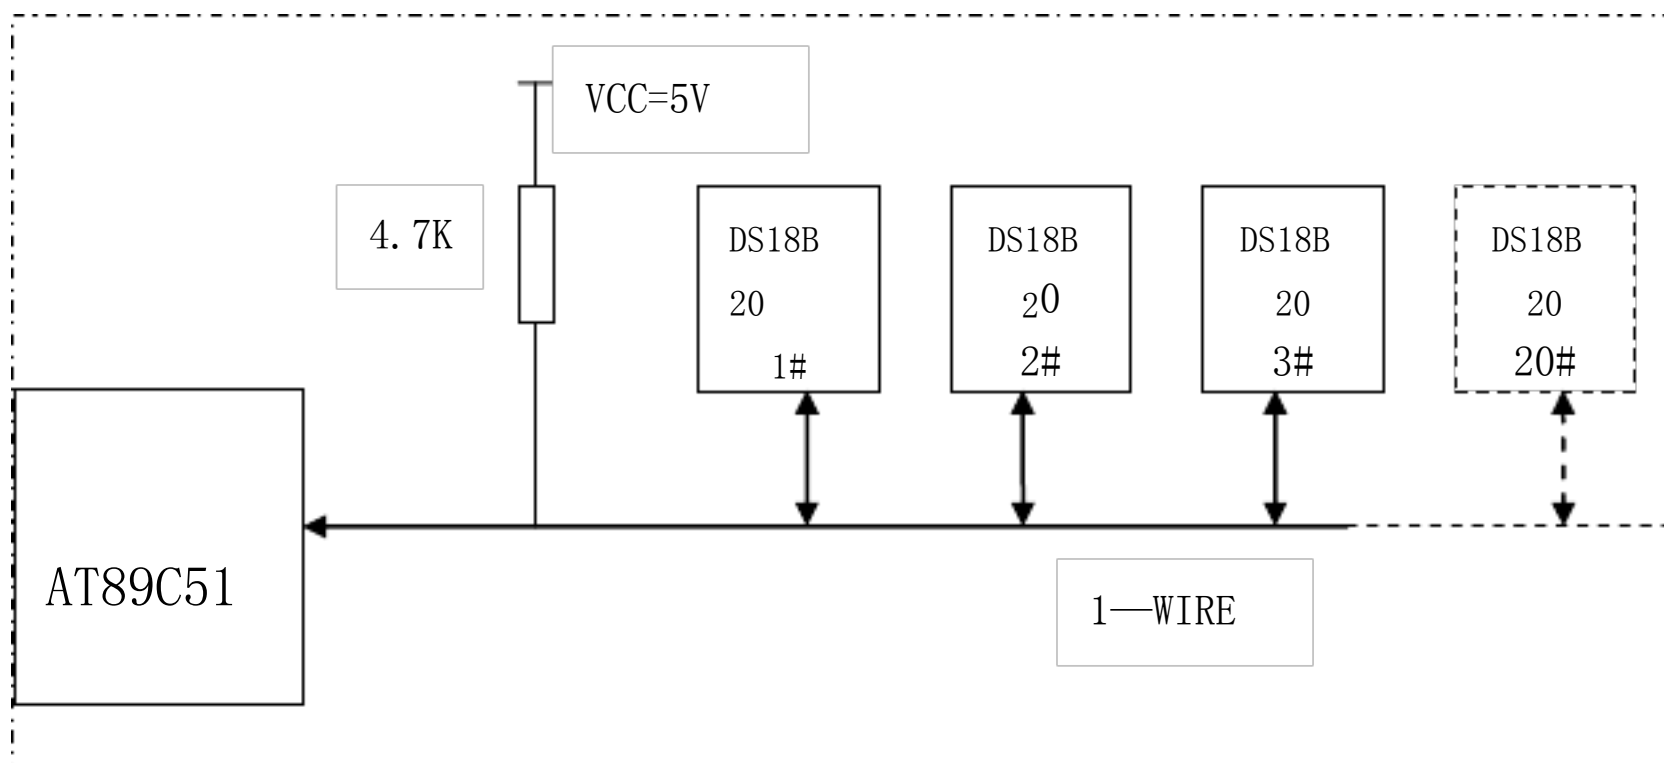 VCC=5V
4.7K
DS18B
20
1#
DS18B
20
2#
DS18B
20
3#
DS18B
20
20#
AT89C51
1—WIRE